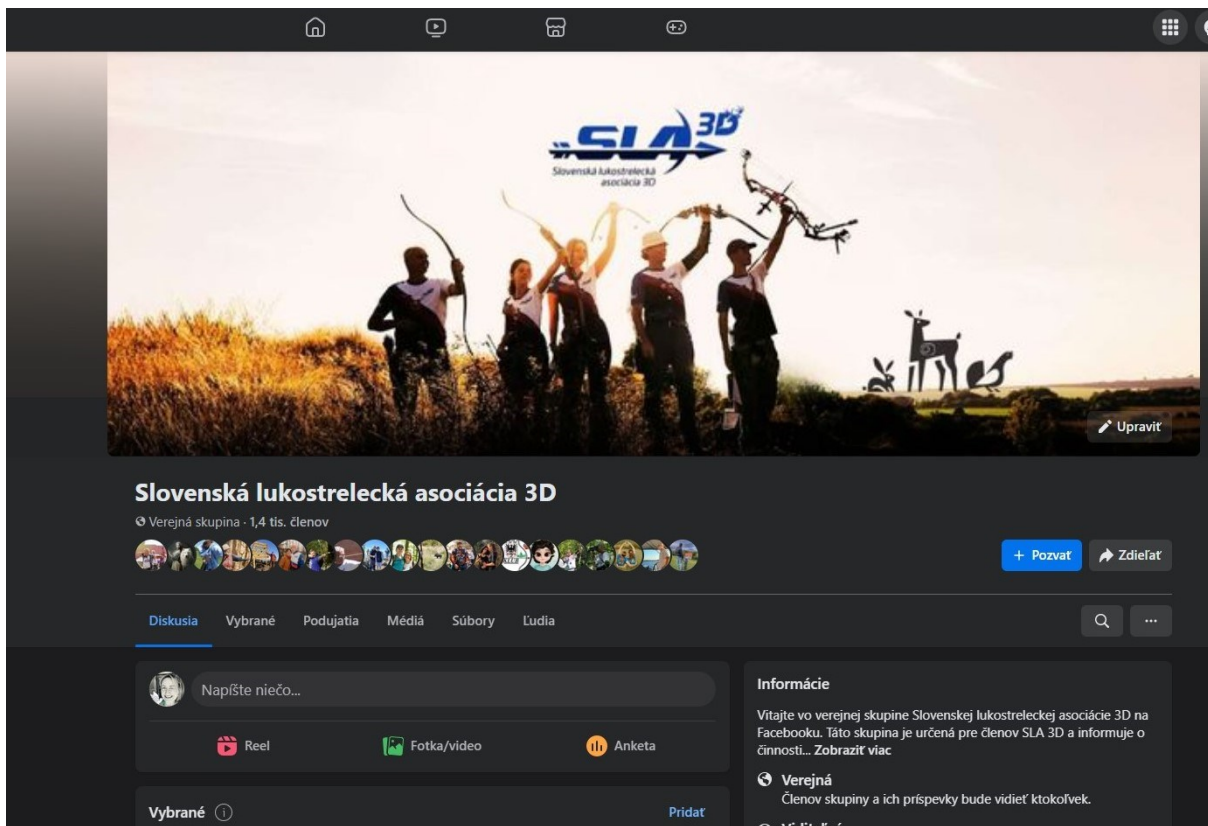 SLA 3D
Slovenská lukostrelecká
asociácia 3D
Upraviť
Slovenská lukostrelecká asociácia 3D
Verejná skupina · 1,4 tis. členov
+ Pozvať
Zdieľať
Diskusia Vybrané Podujatia Médiá Súbory Ľudia
Napíšte niečo...
Reel Fotka/video Anketa
Informácie
Vitajte vo verejnej skupine Slovenskej lukostreleckej asociácie 3D na
Facebooku. Táto skupina je určená pre členov SLA 3D a informuje o
činnosti... Zobraziť viac
Verejná
Členov skupiny a ich príspevky bude vidieť ktokoľvek.
Vybrané
Pridať